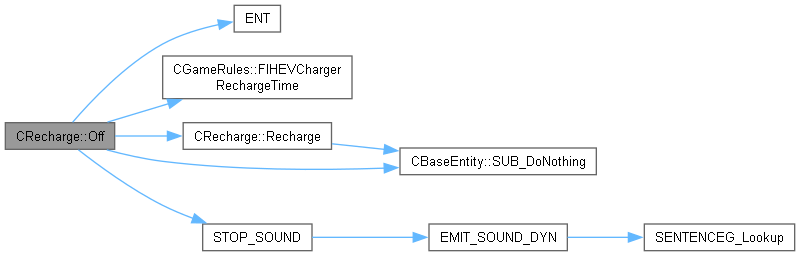 ENT
CGameRules::FlHEVCharger
RechargeTime
CRecharge::Off
CRecharge::Recharge
CBaseEntity::SUB_DoNothing
STOP_SOUND
EMIT_SOUND_DYN
SENTENCEG_Lookup